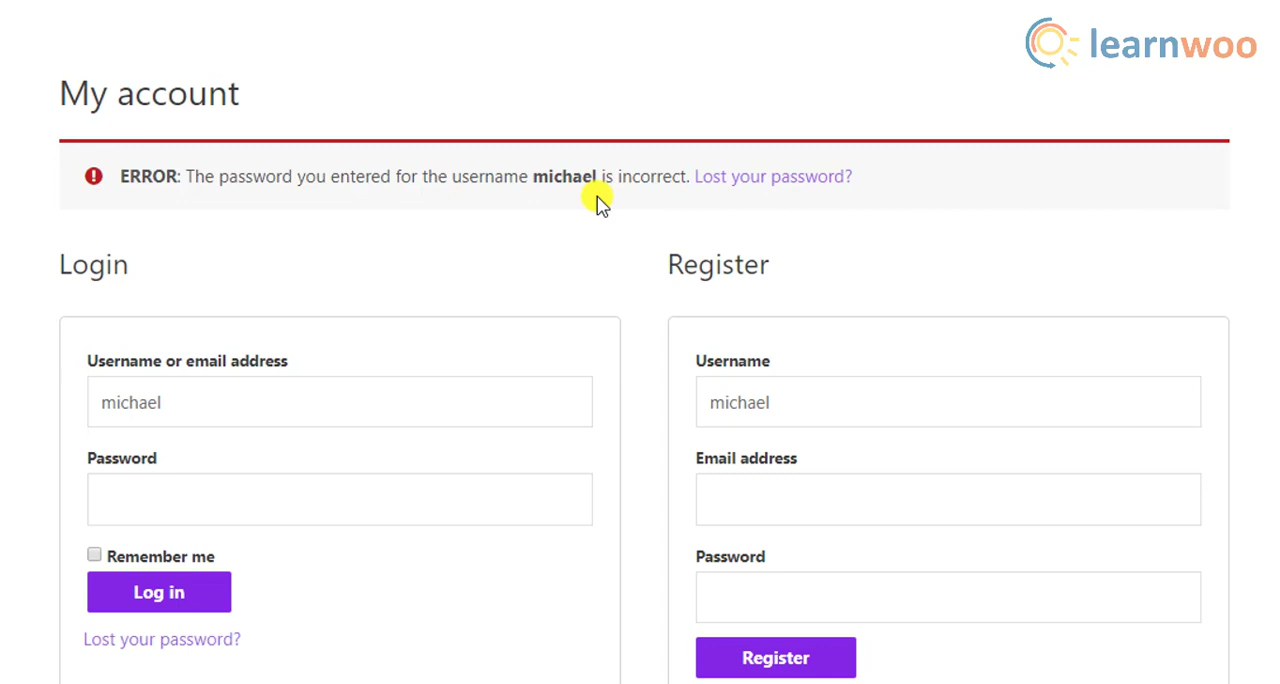 learnwoo
My account
ERROR: The password you entered for the username michael is incorrect. Lost your password?
Login
Username or email address
michael
Password
Remember me
Log in
Lost your password?
Register
Username
michael
Email address
Password
Register